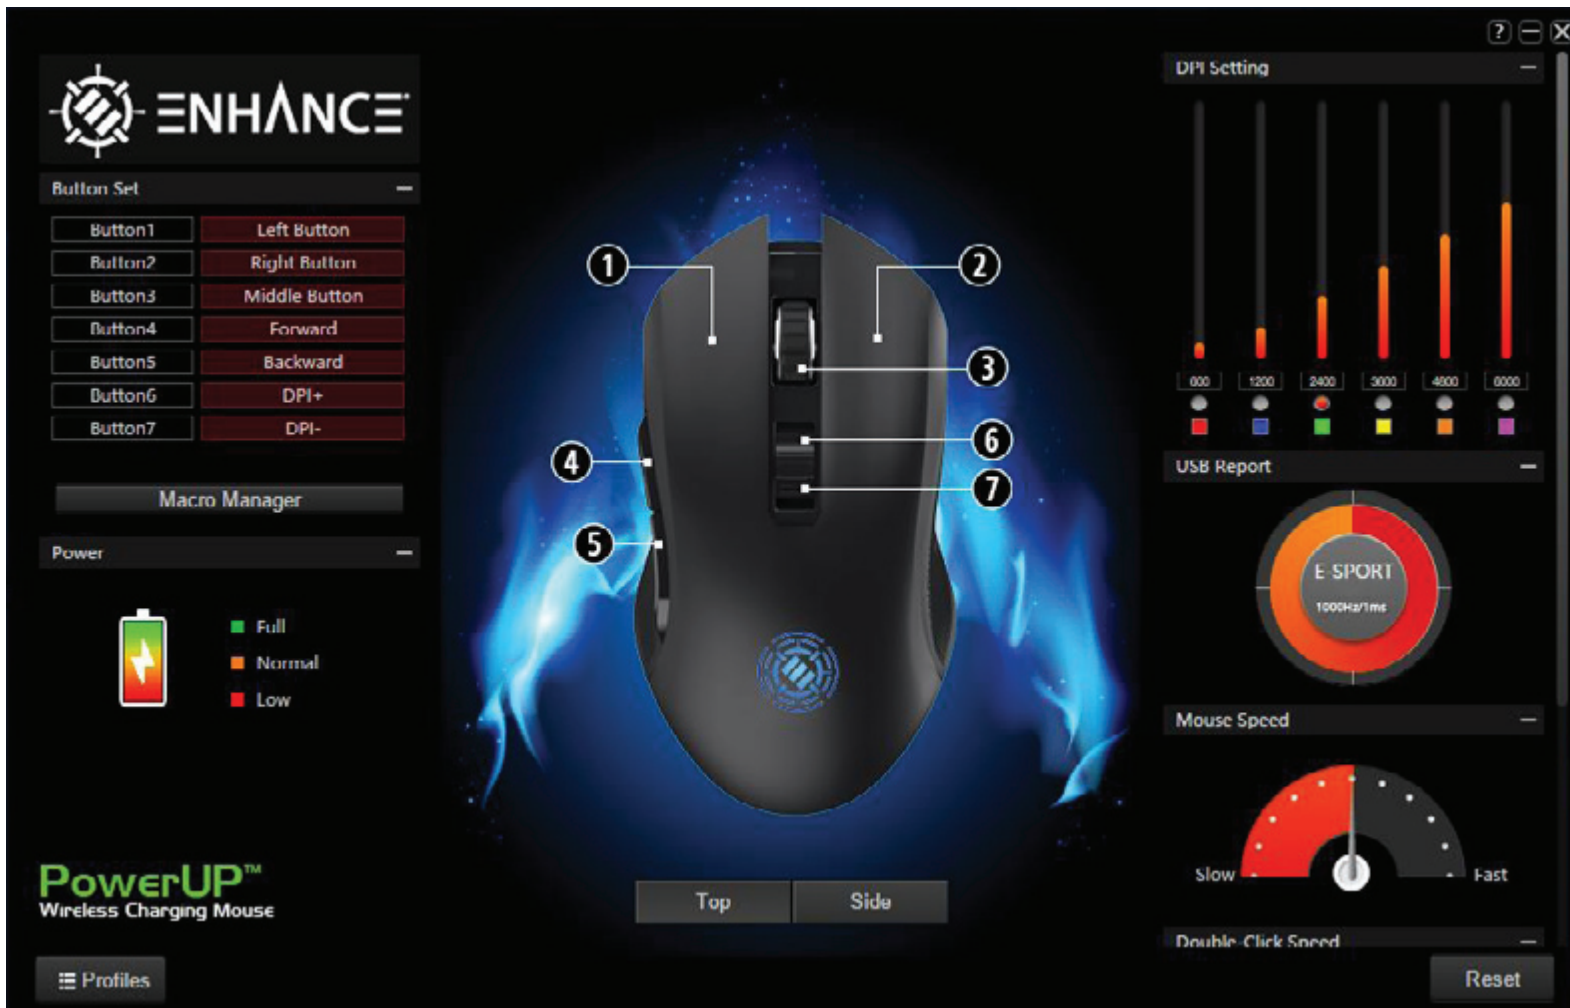 ENHANCE
Button Set
Button1 Left Button
Button2 Right Button
Button3 Middle Button
Button4 Forward
Button5 Backward
Button6 DPI+
Button7 DPI-
Macro Manager
Power
Full
Normal
Low
PowerUP™
Wireless Charging Mouse
Profiles
1
2
3
4
5
6
7
Top Side
? 
DPI Setting
1200 2400 3600 4800 6000
USB Report
E-SPORT
1000Hz/1ms
Mouse Speed
Slow Fast
Double-Click Speed
Reset